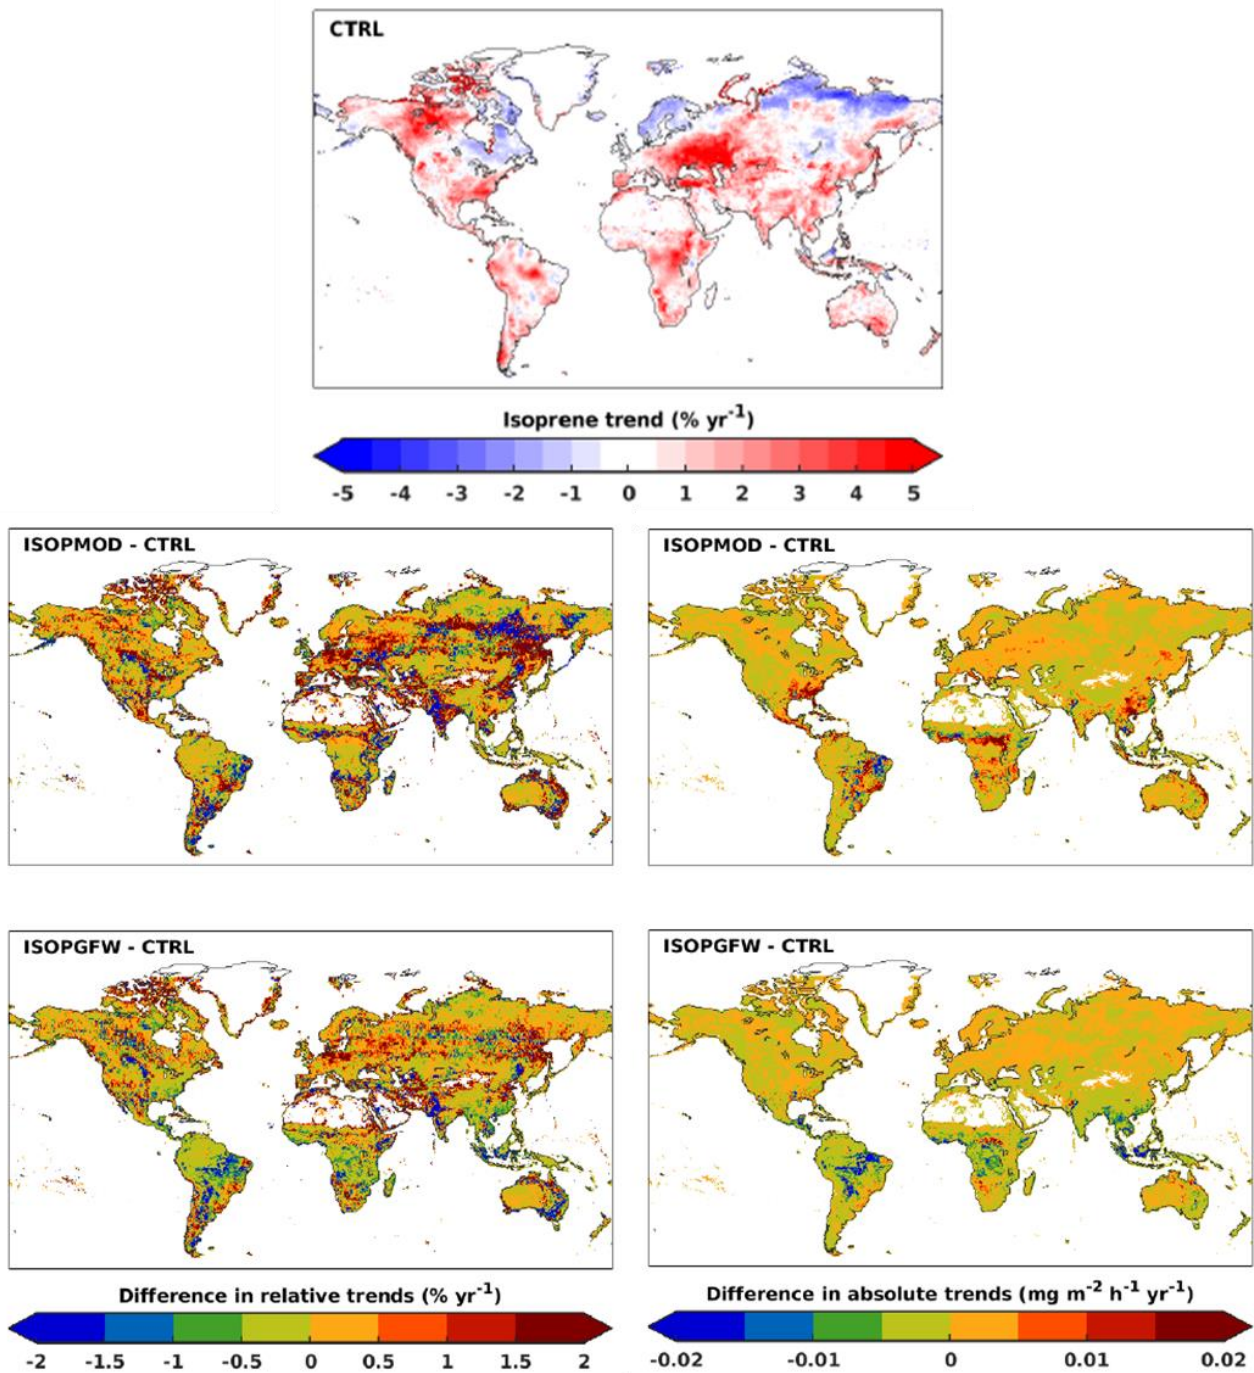 CTRL
Isoprene trend (% yr-1)
-5 -4 -3 -2 -1 0 1 2 3 4 5
ISOPMOD - CTRL
ISOPMOD - CTRL
ISOPGFW - CTRL
ISOPGFW - CTRL
Difference in relative trends (% yr-1)
-2 -1.5 -1 -0.5 0 0.5 1 1.5 2
Difference in absolute trends (mg m-2 h-1 yr-1)
-0.02 -0.01 0 0.01 0.02